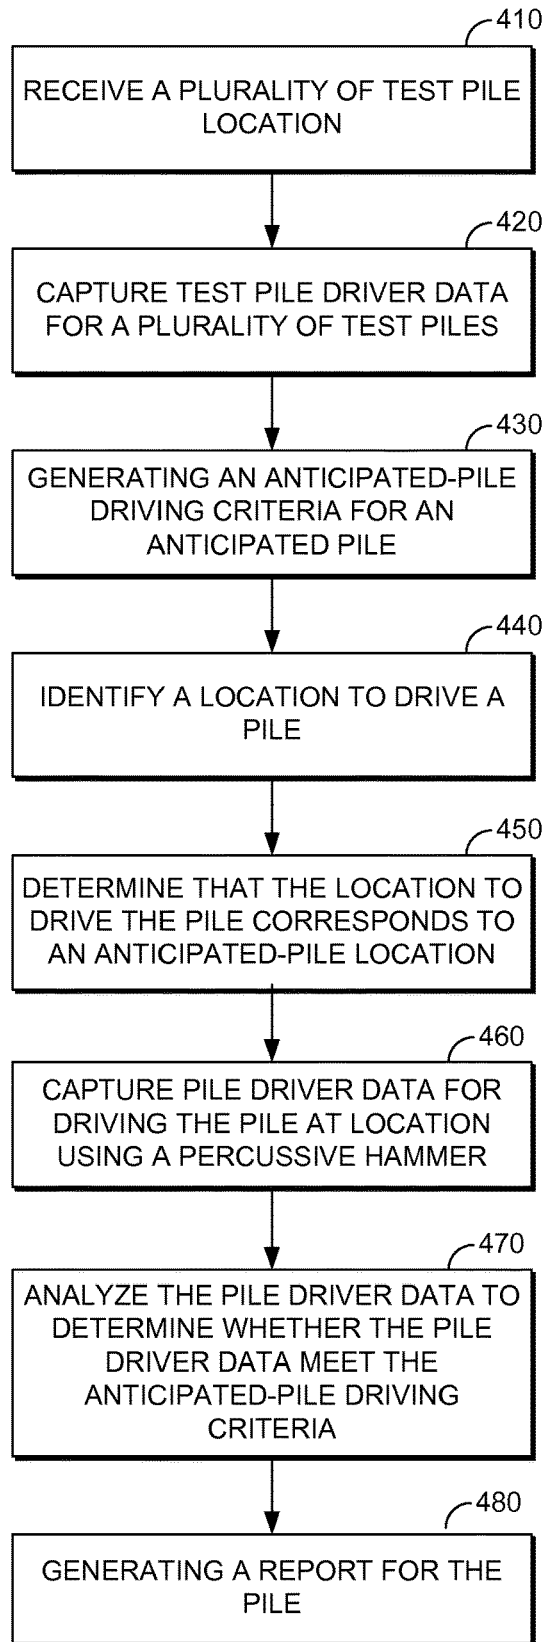 410
RECEIVE A PLURALITY OF TEST PILE
LOCATION
420
CAPTURE TEST PILE DRIVER DATA
FOR A PLURALITY OF TEST PILES
430
GENERATING AN ANTICIPATED-PILE
DRIVING CRITERIA FOR AN
ANTICIPATED PILE
440
IDENTIFY A LOCATION TO DRIVE A
PILE
450
DETERMINE THAT THE LOCATION TO
DRIVE THE PILE CORRESPONDS TO
AN ANTICIPATED-PILE LOCATION
460
CAPTURE PILE DRIVER DATA FOR
DRIVING THE PILE AT LOCATION
USING A PERCUSSIVE HAMMER
470
ANALYZE THE PILE DRIVER DATA TO
DETERMINE WHETHER THE PILE
DRIVER DATA MEET THE
ANTICIPATED-PILE DRIVING
CRITERIA
480
GENERATING A REPORT FOR THE
PILE